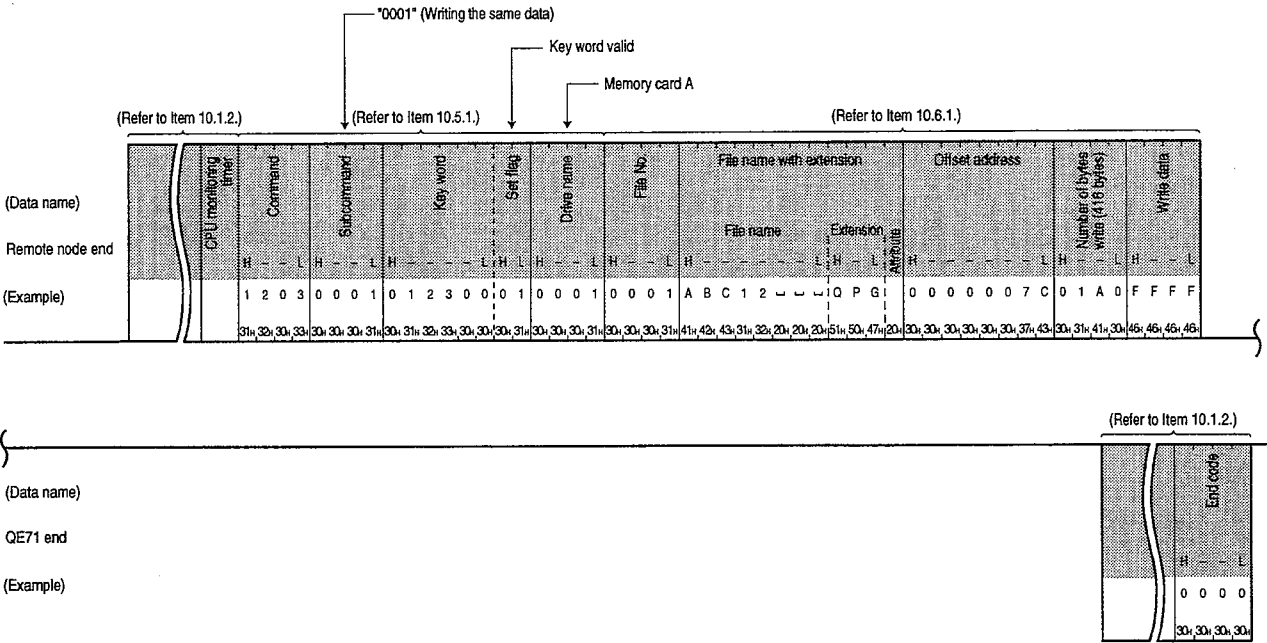 "0001" (Writing the same data)
Key word valid
Memory card A
(Refer to Item 10.1.2.) (Refer to Item 10.5.1.) (Refer to Item 10.6.1.)
CPU monitoring timer
Command
Subcommand
Key word
Set flag
Drive name
File No.
File name with extension
Offset address
Number of bytes write (416 bytes)
Write data
(Data name)
File name Extension
Attribute
Remote node end
H - - L H - - L H - - - - L H L H - - L H - - L H - - - - - - L H - L H - - - - - - L H - - L H - - L
(Example)
1 2 0 3 0 0 0 1 0 1 2 3 0 0 0 1 0 0 0 1 0 0 0 1 A B C 1 2 ␣ ␣ ␣ Q P G 0 0 0 0 0 0 7 C 0 1 A 0 F F F F
31H 32H 30H 33H 30H 30H 30H 31H 30H 31H 32H 33H 30H 30H 30H 31H 30H 30H 30H 31H 30H 30H 30H 31H 41H 42H 43H 31H 32H 20H 20H 20H 51H 50H 47H 20H 30H 30H 30H 30H 30H 30H 37H 43H 30H 31H 41H 30H 46H 46H 46H 46H
(Refer to Item 10.1.2.)
(Data name)
End code
QE71 end
H - - L
(Example)
0 0 0 0
30H 30H 30H 30H